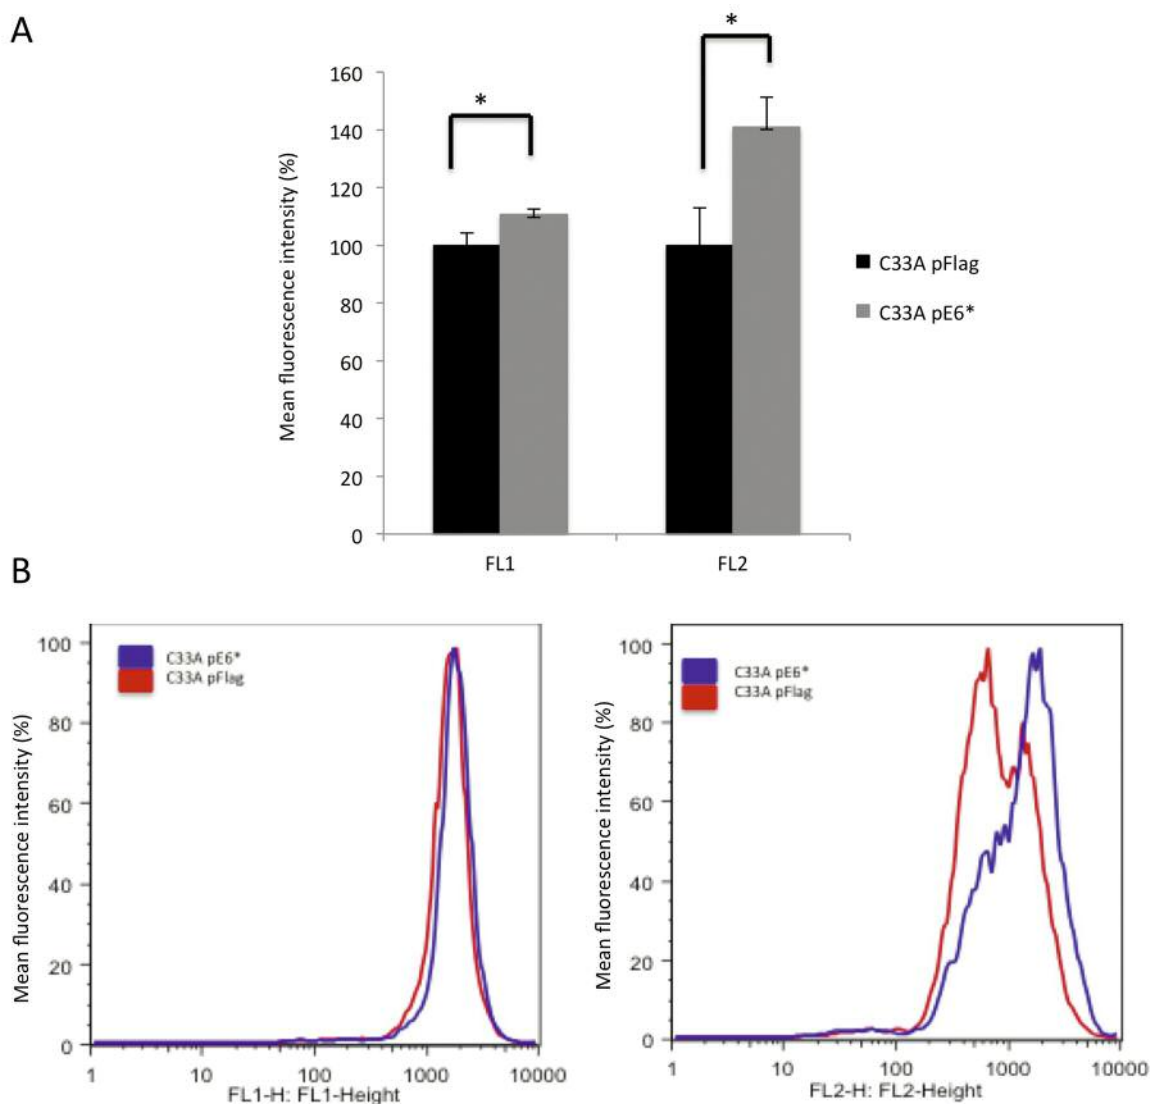 A
*
*
160
140
120
100
80
60
40
20
0
Mean fluorescence intensity (%)
FL1
FL2
C33A pFlag
C33A pE6*
B
100
80
60
40
20
0
Mean fluorescence intensity (%)
C33A pE6*
C33A pFlag
1 10 100 1000 10000
FL1-H: FL1-Height
100
80
60
40
20
0
Mean fluorescence intensity (%)
C33A pE6*
C33A pFlag
1 10 100 1000 10000
FL2-H: FL2-Height